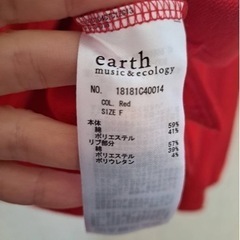 earth
music&ecology
NO. 18181C40014
COL. Red
SIZE F
本体
綿 59%
ポリエステル 41%
リブ部分
綿 57%
ポリエステル 39%
ポリウレタン 4%